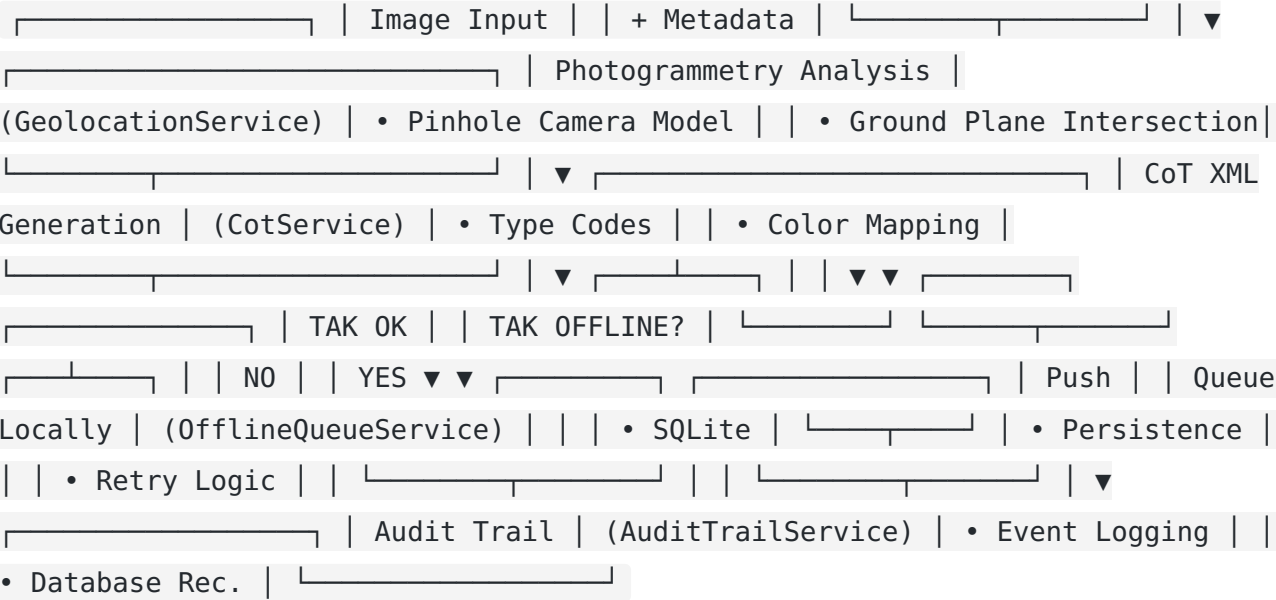 ┌──────────────────┐ │ Image Input │ │ + Metadata │ └─────────┬─────────┘ │ ▼
┌──────────────────────────────┐ │ Photogrammetry Analysis │
(GeolocationService) │ • Pinhole Camera Model │ │ • Ground Plane Intersection│
└─────────┬─────────────────────┘ │ ▼ ┌──────────────────────────────┐ │ CoT XML
Generation │ (CotService) │ • Type Codes │ │ • Color Mapping │
└─────────┬─────────────────────┘ │ ▼ ┌────┴────┐ │ │ ▼ ▼ ┌─────────┐
┌───────────────┐ │ TAK OK │ │ TAK OFFLINE? │ └─────────┘ └───────┬────────┘
┌───┴────┐ │ │ NO │ │ YES ▼ ▼ ┌──────────┐ ┌──────────────────┐ │ Push │ │ Queue
Locally │ (OfflineQueueService) │ │ │ • SQLite │ └────┬─────┘ │ • Persistence │
│ │ • Retry Logic │ │ └─────────┬─────────┘ │ │ └─────────┬────────┘ │ ▼
┌───────────────────┐ │ Audit Trail │ (AuditTrailService) │ • Event Logging │ │
• Database Rec. │ └───────────────────┘